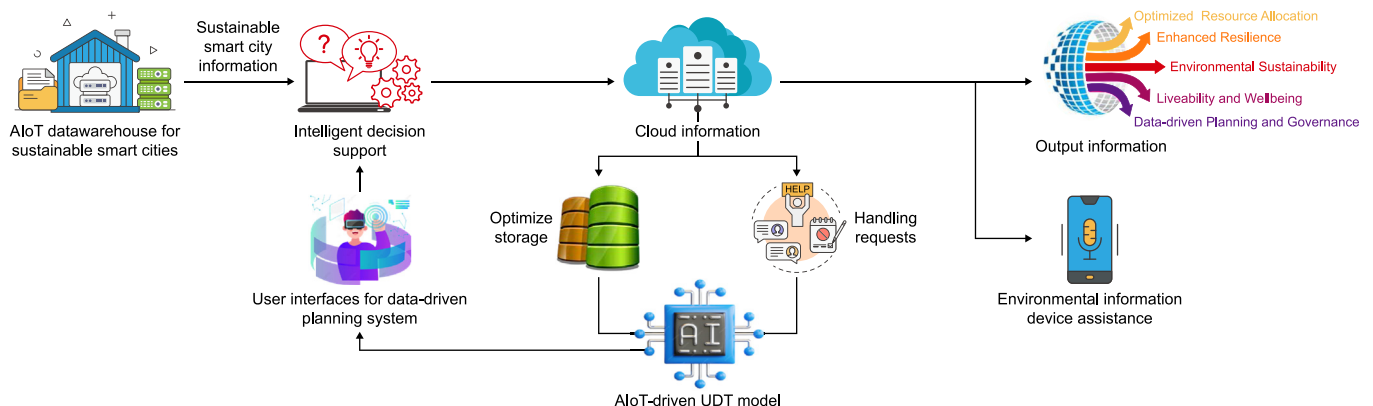 Sustainable
smart city
information
AIoT datawarehouse for
sustainable smart cities
?
Intelligent decision
support
Cloud information
Optimized Resource Allocation
Enhanced Resilience
Environmental Sustainability
Liveability and Wellbeing
Data-driven Planning and Governance
Output information
User interfaces for data-driven
planning system
Optimize
storage
HELP
Handling
requests
AI
AIoT-driven UDT model
Environmental information
device assistance